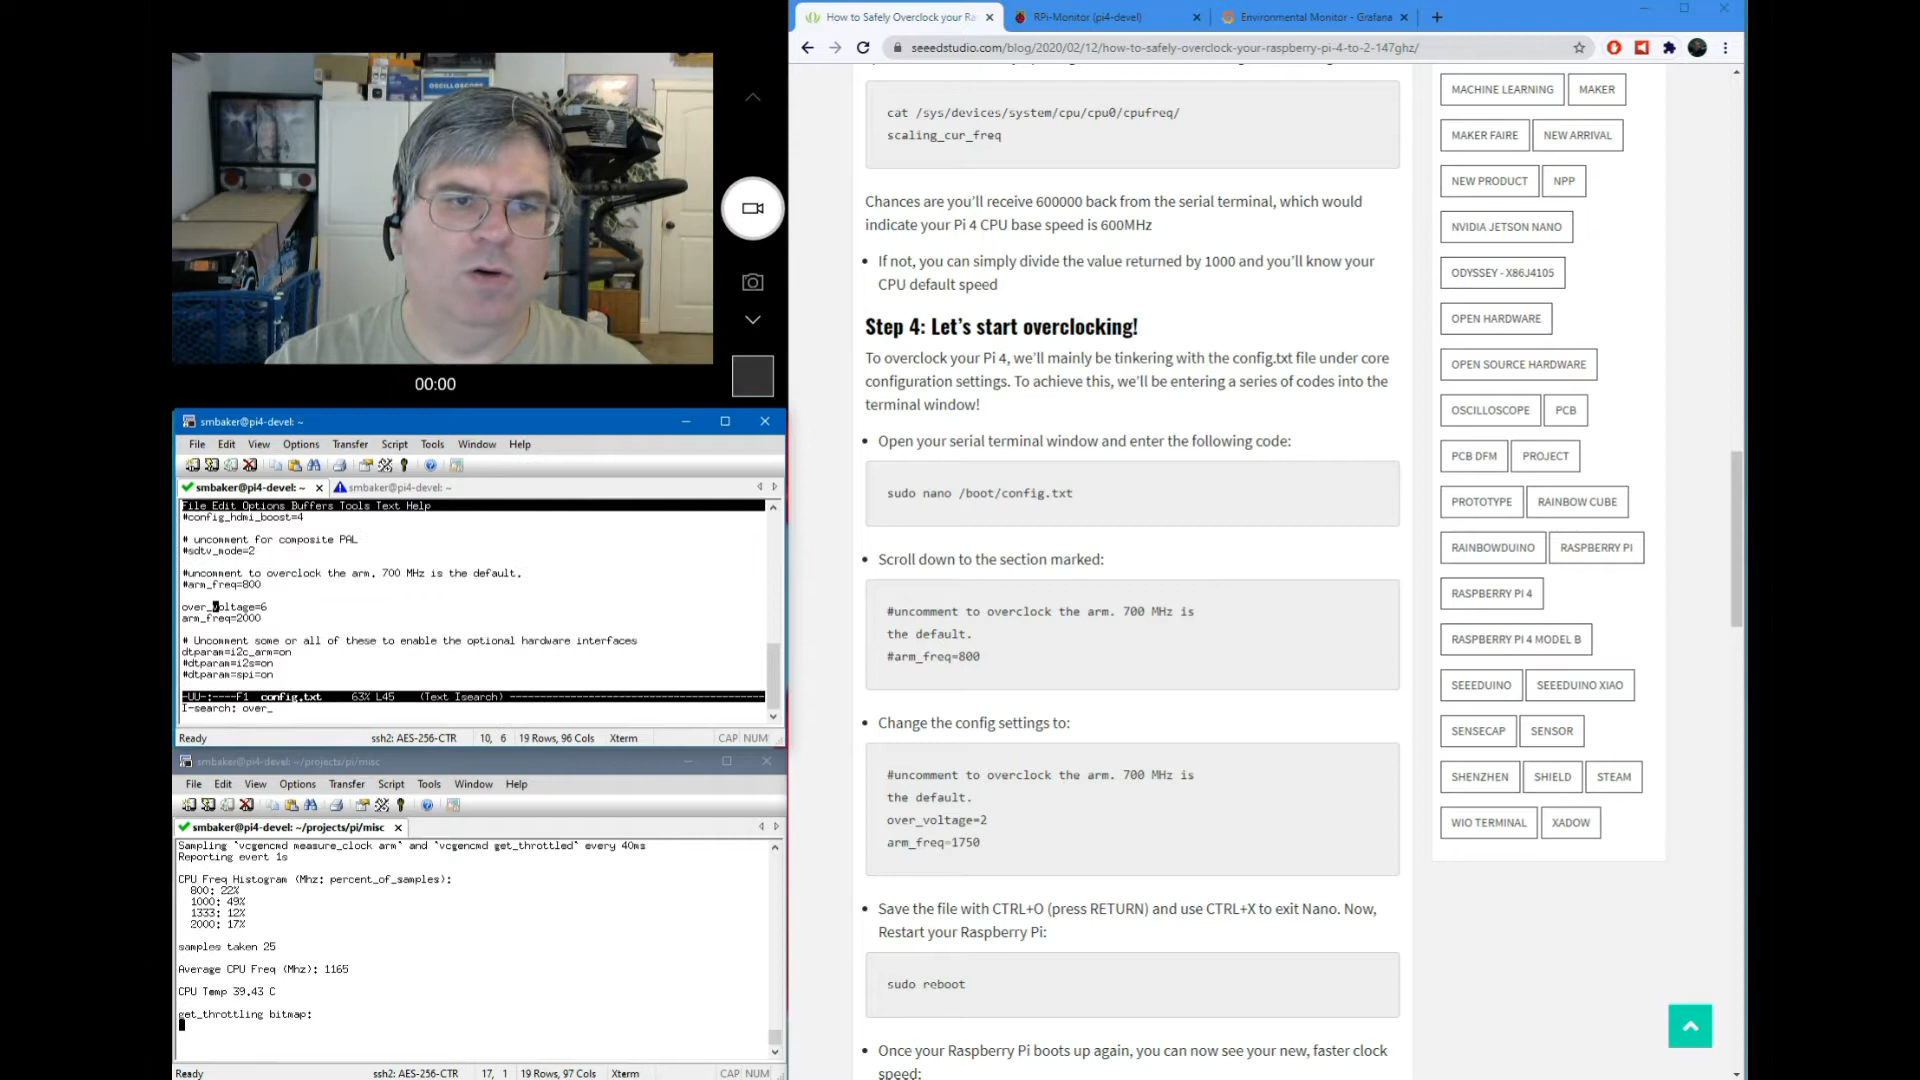 OSCILLOSCOPE
00:00
smbaker@pi4-devel: ~
File Edit View Options Transfer Script Tools Window Help
smbaker@pi4-devel: ~ smbaker@pi4-devel: ~
File Edit Options Buffers Tools Text Help
#config_hdmi_boost=4
# uncomment for composite PAL
#sdtv_mode=2
#uncomment to overclock the arm. 700 MHz is the default.
#arm_freq=800
over_voltage=6
arm_freq=2000
# Uncomment some or all of these to enable the optional hardware interfaces
dtparam=i2c_arm=on
#dtparam=i2s=on
#dtparam=spi=on
-UU-:----F1 config.txt 63% L45 (Text Isearch)
I-search: over_
Ready ssh2: AES-256-CTR 10, 6 19 Rows, 96 Cols Xterm CAP NUM
smbaker@pi4-devel: ~/projects/pi/misc
File Edit View Options Transfer Script Tools Window Help
smbaker@pi4-devel: ~/projects/pi/misc
Sampling `vcgencmd measure_clock arm` and `vcgencmd get_throttled` every 40ms
Reporting evert 1s
CPU Freq Histogram (Mhz: percent_of_samples):
800: 22%
1000: 49%
1333: 12%
2000: 17%
samples taken 25
Average CPU Freq (Mhz): 1165
CPU Temp 39.43 C
get_throttling bitmap:
Ready ssh2: AES-256-CTR 17, 1 19 Rows, 97 Cols Xterm CAP NUM
How to Safely Overclock your Ra RPi-Monitor (pi4-devel) Environmental Monitor - Grafana
seeedstudio.com/blog/2020/02/12/how-to-safely-overclock-your-raspberry-pi-4-to-2-147ghz/
cat /sys/devices/system/cpu/cpu0/cpufreq/
scaling_cur_freq
Chances are you’ll receive 600000 back from the serial terminal, which would
indicate your Pi 4 CPU base speed is 600MHz
• If not, you can simply divide the value returned by 1000 and you’ll know your
CPU default speed
Step 4: Let’s start overclocking!
To overclock your Pi 4, we’ll mainly be tinkering with the config.txt file under core
configuration settings. To achieve this, we’ll be entering a series of codes into the
terminal window!
• Open your serial terminal window and enter the following code:
sudo nano /boot/config.txt
• Scroll down to the section marked:
#uncomment to overclock the arm. 700 MHz is
the default.
#arm_freq=800
• Change the config settings to:
#uncomment to overclock the arm. 700 MHz is
the default.
over_voltage=2
arm_freq=1750
• Save the file with CTRL+O (press RETURN) and use CTRL+X to exit Nano. Now,
Restart your Raspberry Pi:
sudo reboot
• Once your Raspberry Pi boots up again, you can now see your new, faster clock
speed:
MACHINE LEARNING MAKER
MAKER FAIRE NEW ARRIVAL
NEW PRODUCT NPP
NVIDIA JETSON NANO
ODYSSEY - X86J4105
OPEN HARDWARE
OPEN SOURCE HARDWARE
OSCILLOSCOPE PCB
PCB DFM PROJECT
PROTOTYPE RAINBOW CUBE
RAINBOWDUINO RASPBERRY PI
RASPBERRY PI 4
RASPBERRY PI 4 MODEL B
SEEEDUINO SEEEDUINO XIAO
SENSECAP SENSOR
SHENZHEN SHIELD STEAM
WIO TERMINAL XADOW